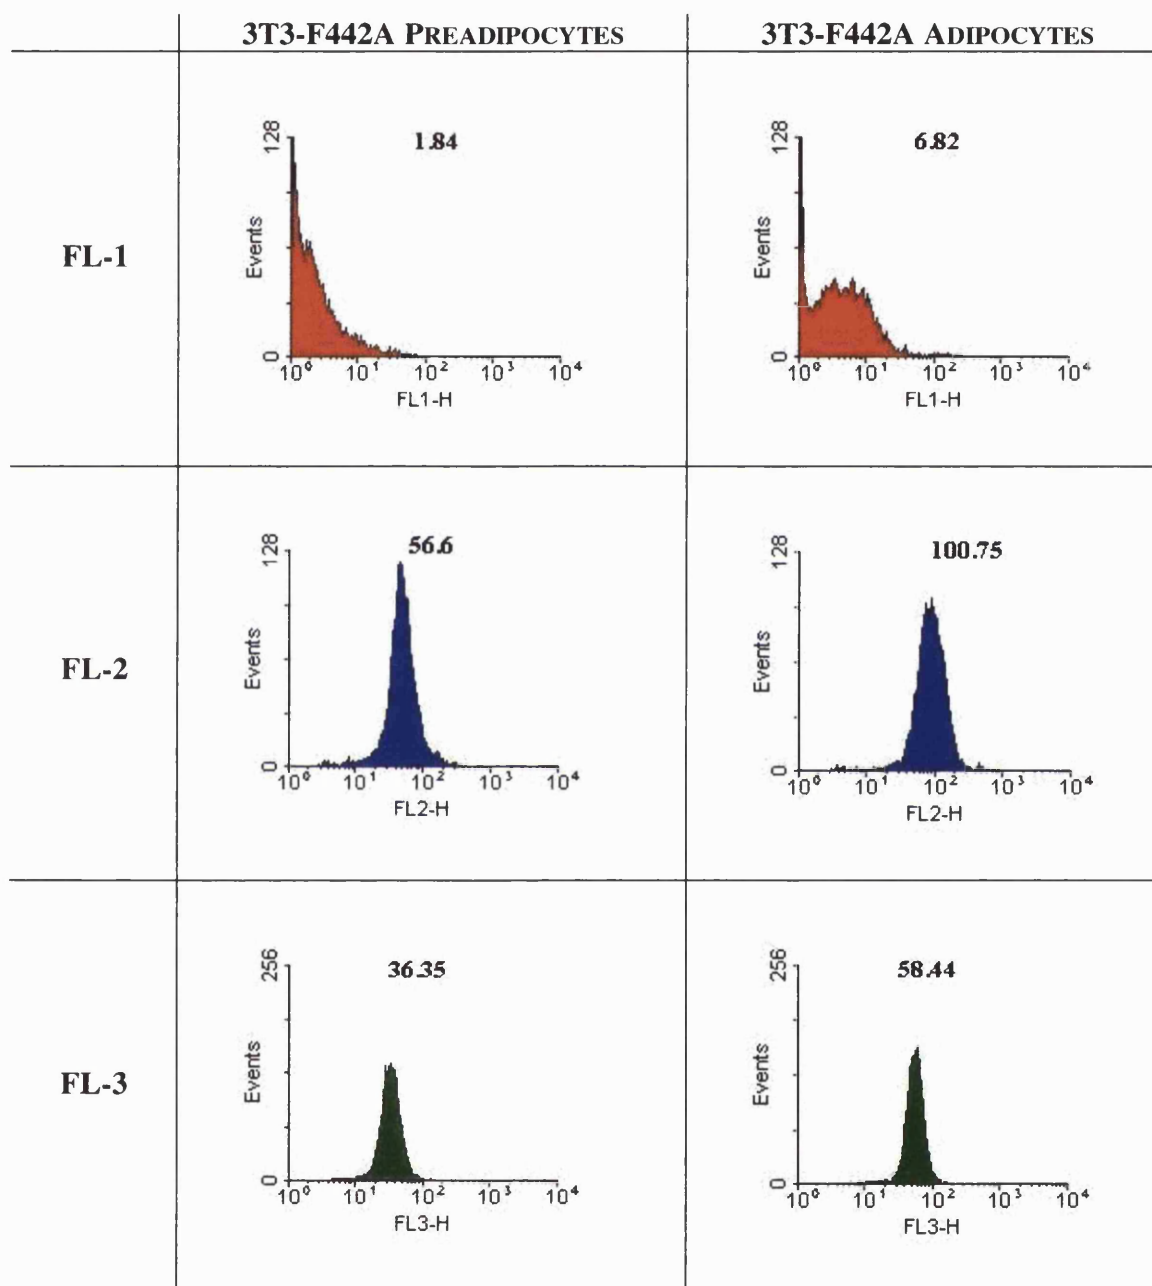 3T3-F442A PREADIPOCYTES
3T3-F442A ADIPOCYTES
FL-1
128
Events
0
1.84
10⁰ 10¹ 10² 10³ 10⁴
FL1-H
128
Events
0
6.82
10⁰ 10¹ 10² 10³ 10⁴
FL1-H
FL-2
128
Events
0
56.6
10⁰ 10¹ 10² 10³ 10⁴
FL2-H
128
Events
0
100.75
10⁰ 10¹ 10² 10³ 10⁴
FL2-H
FL-3
256
Events
0
36.35
10⁰ 10¹ 10² 10³ 10⁴
FL3-H
256
Events
0
58.44
10⁰ 10¹ 10² 10³ 10⁴
FL3-H